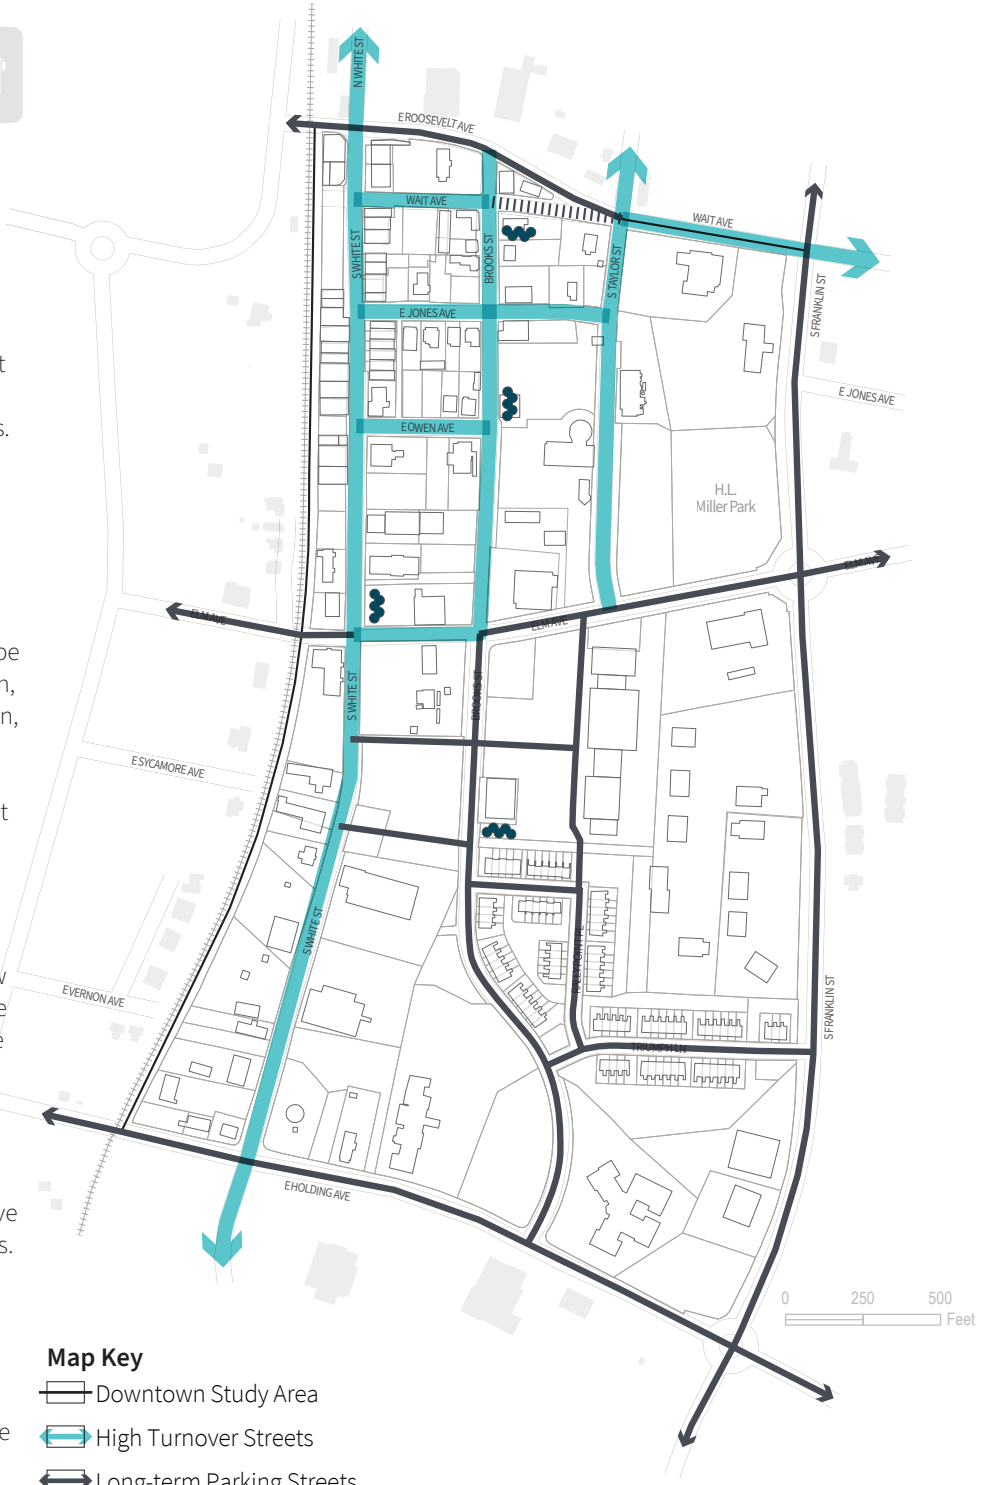 N WHITE ST
E ROOSEVELT AVE
WAIT AVE
WAIT AVE
S WHITE ST
BROOKS ST
S TAYLOR ST
S FRANKLIN ST
E JONES AVE
E JONES AVE
E OWEN AVE
H.L.
Miller Park
ELM AVE
ELM AVE
ELM AVE
S WHITE ST
BROOKS ST
E SYCAMORE AVE
S WHITE ST
RALLYPOINT PL
E VERNON AVE
S FRANKLIN ST
TRIUMPH LN
E HOLDING AVE
0 250 500
Feet
Map Key
Downtown Study Area
High Turnover Streets
Long-term Parking Streets